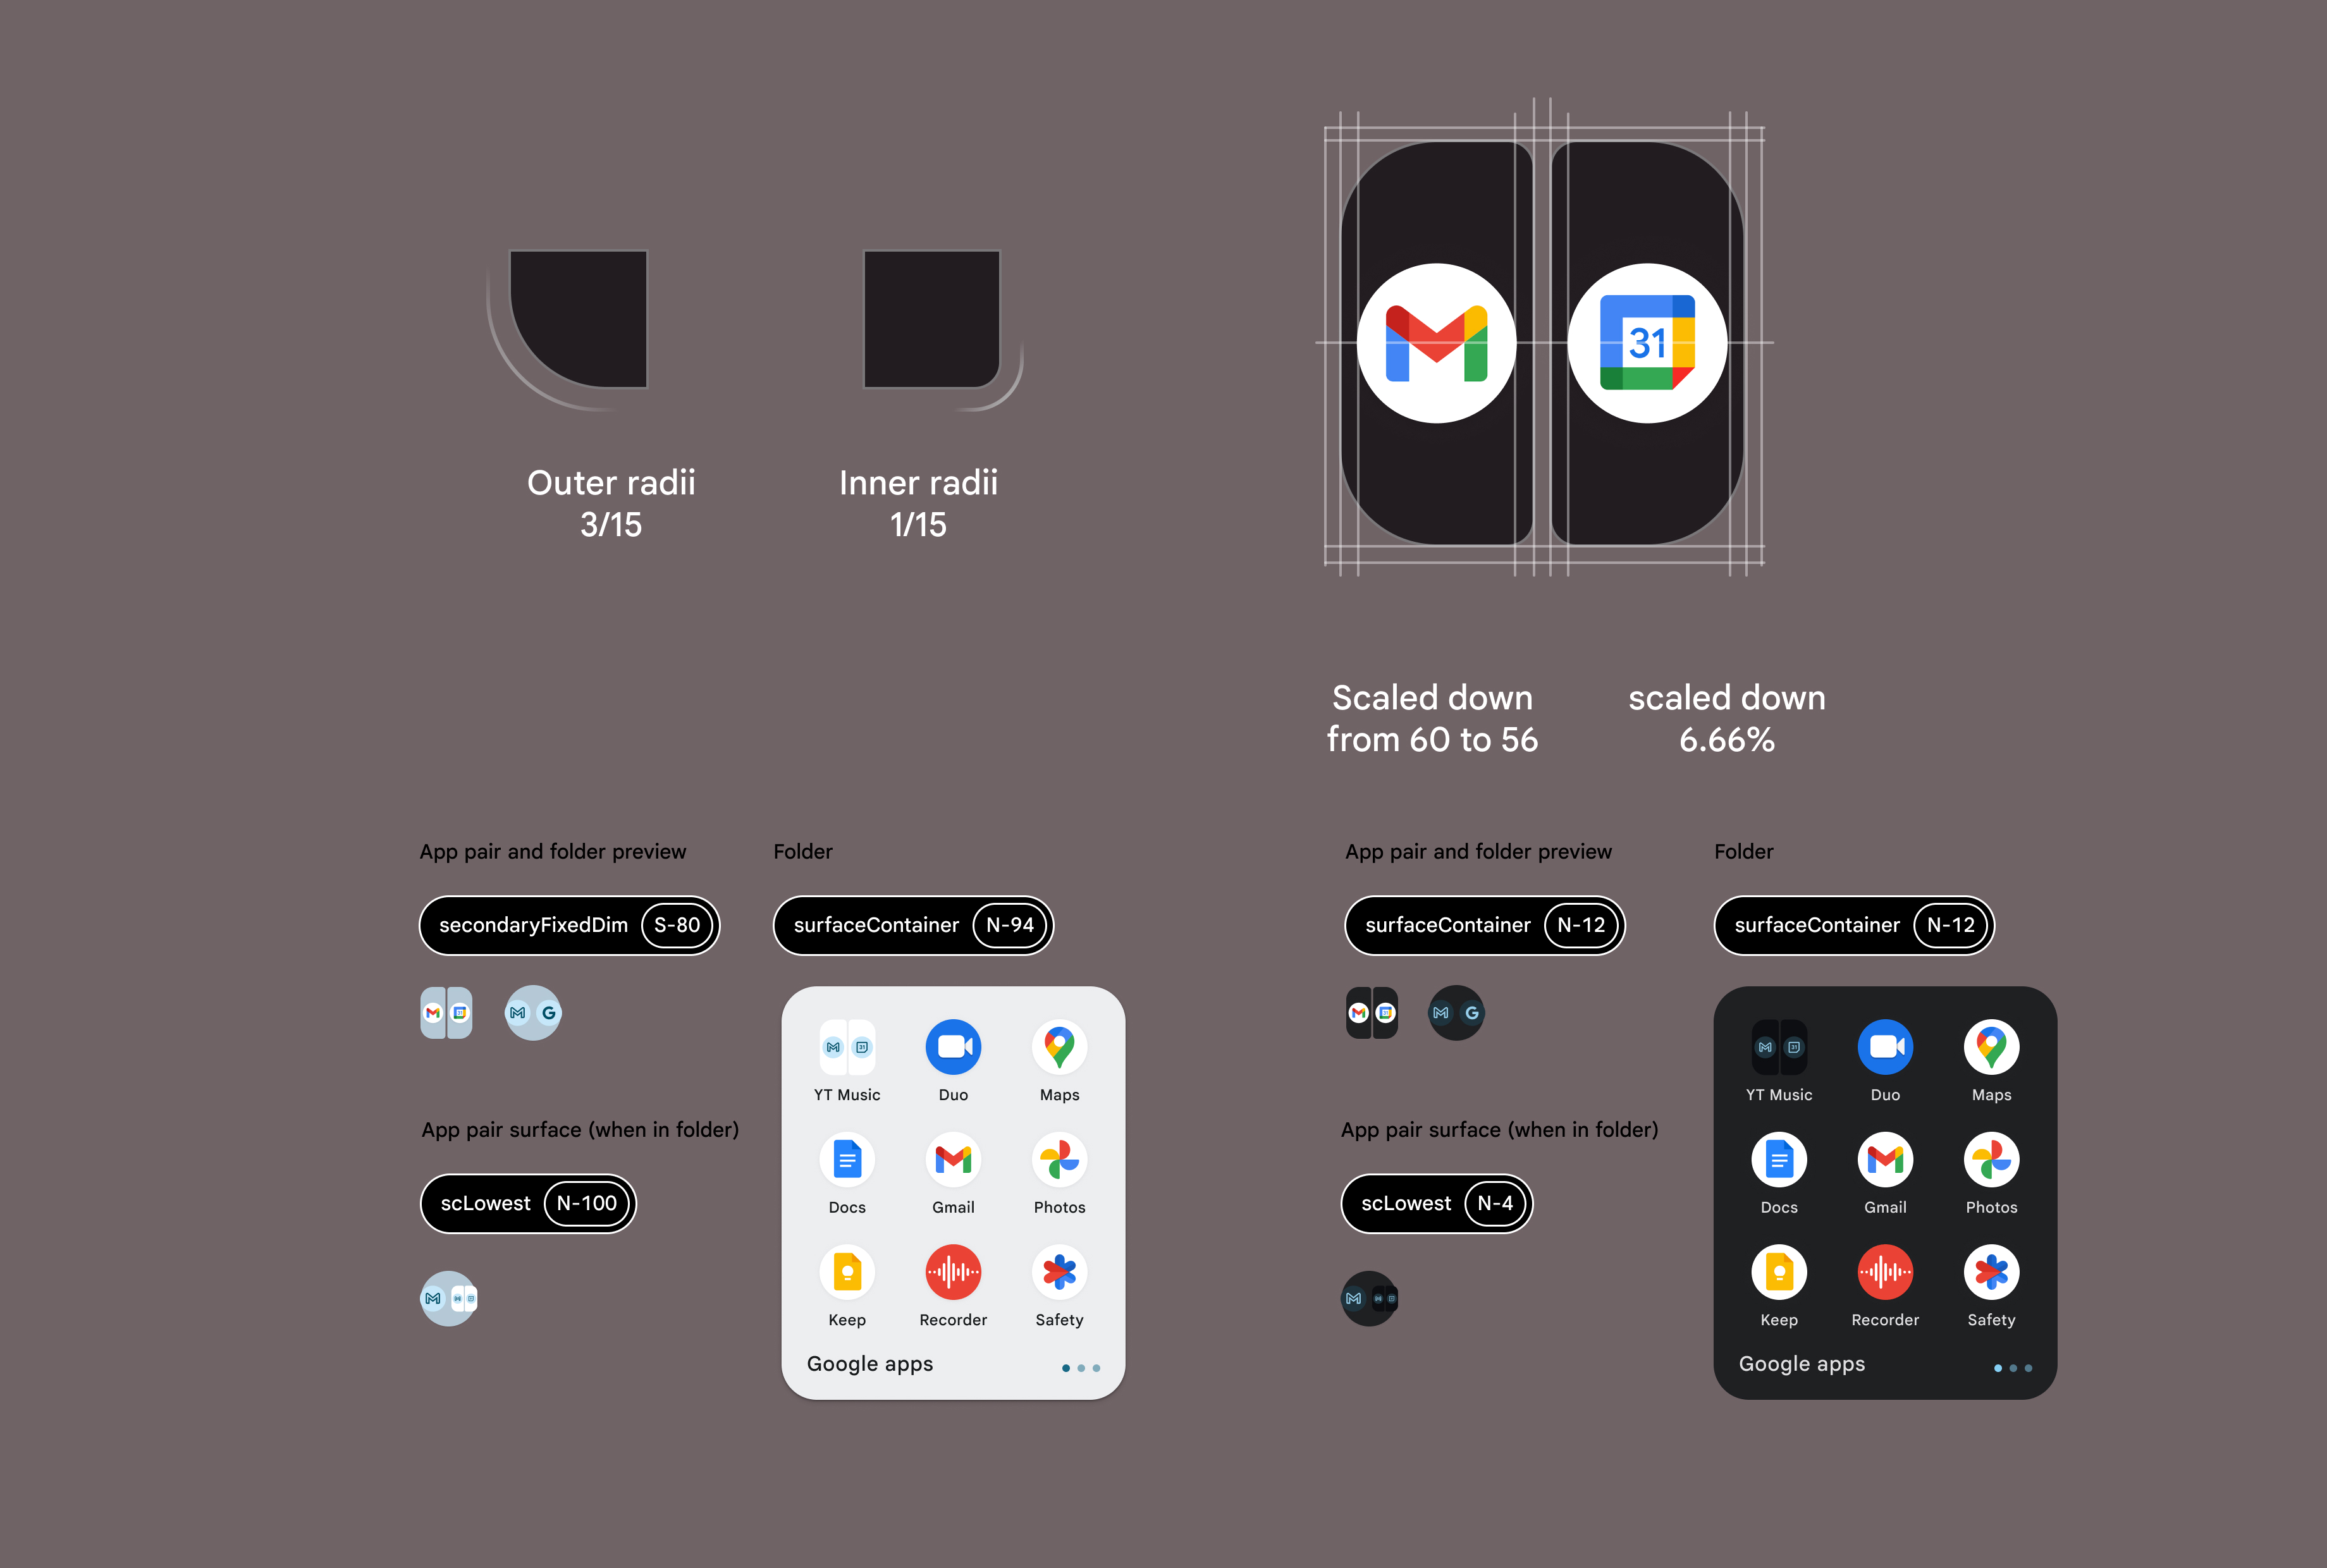 Outer radii
3/15
Inner radii
1/15
31
Scaled down
from 60 to 56
scaled down
6.66%
App pair and folder preview
secondaryFixedDim S-80
Folder
surfaceContainer N-94
31
G
31
YT Music
Duo
Maps
Docs
Gmail
Photos
Keep
Recorder
Safety
Google apps
App pair surface (when in folder)
scLowest N-100
App pair and folder preview
surfaceContainer N-12
Folder
surfaceContainer N-12
31
G
31
YT Music
Duo
Maps
Docs
Gmail
Photos
Keep
Recorder
Safety
Google apps
App pair surface (when in folder)
scLowest N-4